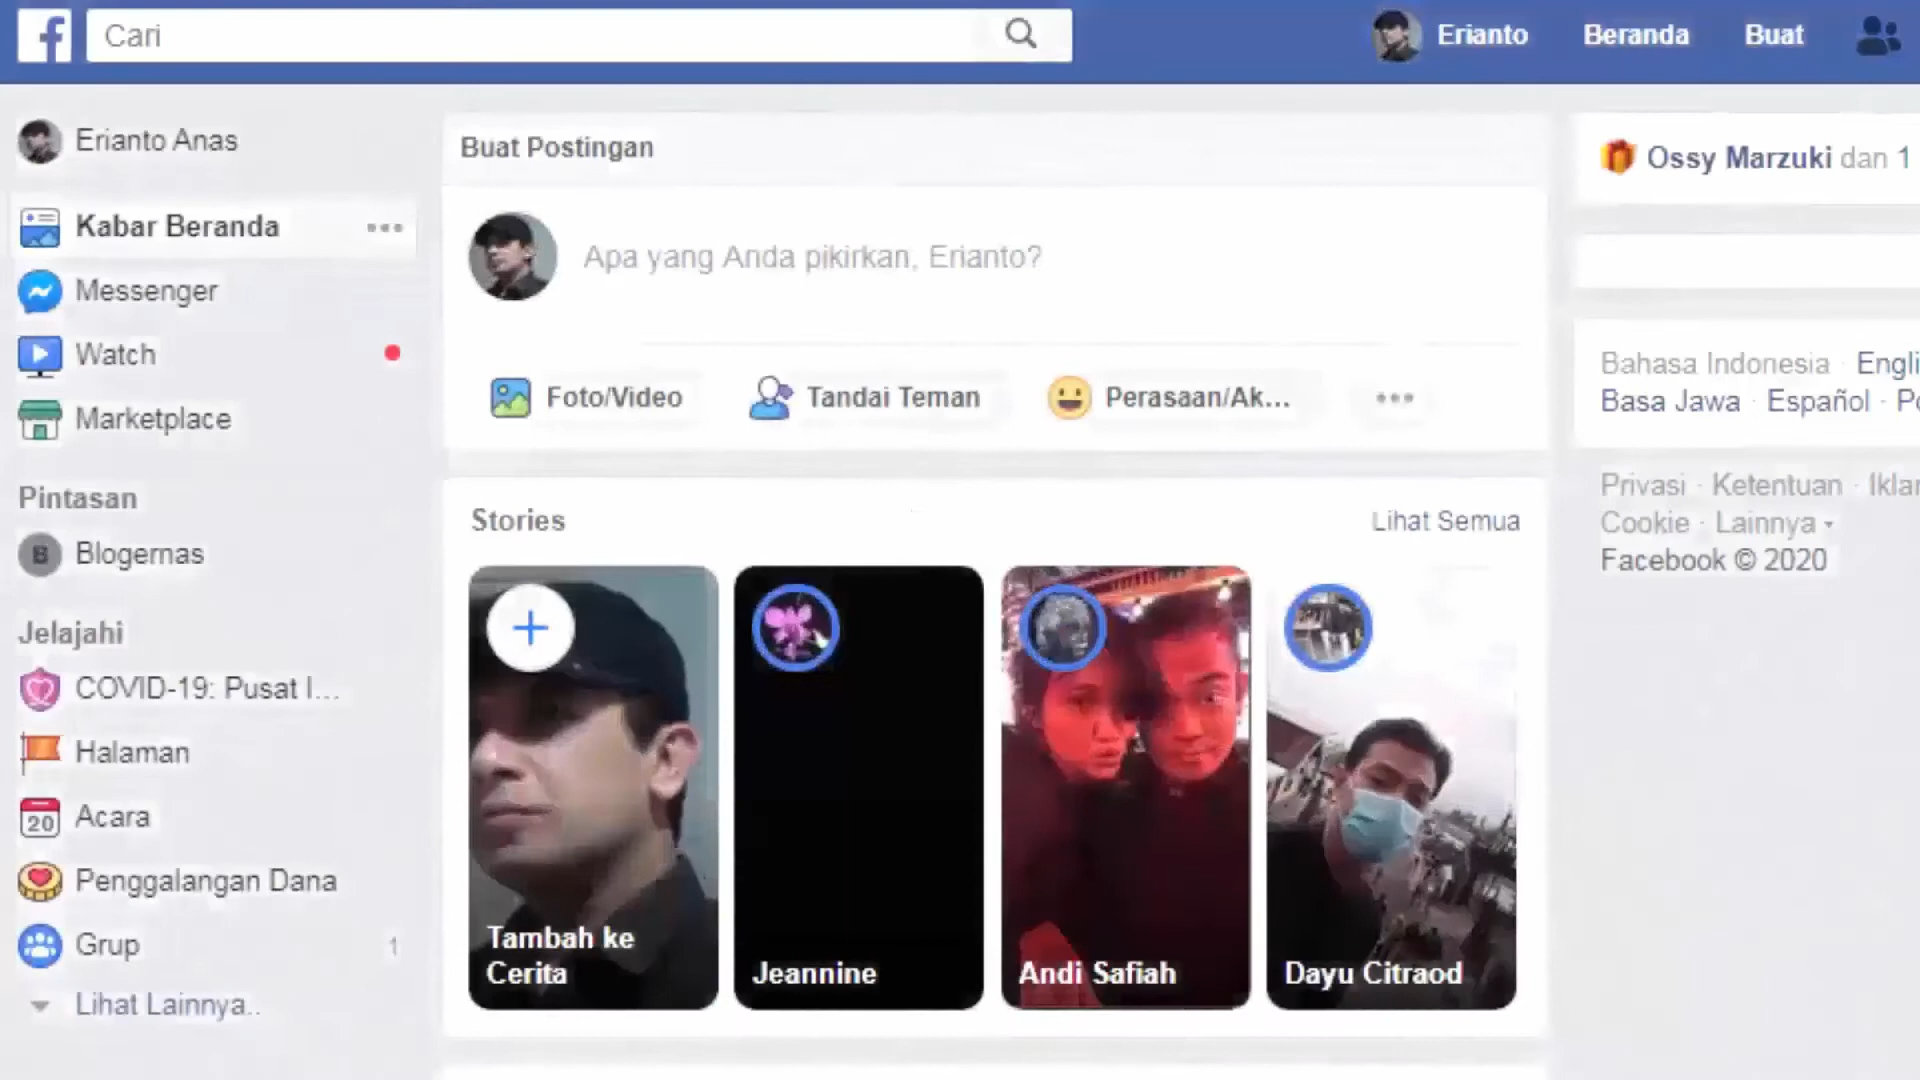 Cari
Erianto
Beranda
Buat
Erianto Anas
Kabar Beranda
Messenger
Watch
Marketplace
Pintasan
B
Blogernas
Jelajahi
COVID-19: Pusat I...
Halaman
20
Acara
Penggalangan Dana
Grup
1
Lihat Lainnya..
Buat Postingan
Apa yang Anda pikirkan, Erianto?
Foto/Video
Tandai Teman
Perasaan/Ak...
Stories
Lihat Semua
Tambah ke
Cerita
Jeannine
Andi Safiah
Dayu Citraod
Ossy Marzuki dan 1
Bahasa Indonesia · Engli
Basa Jawa · Español · Po
Privasi · Ketentuan · Iklan
Cookie · Lainnya
Facebook © 2020